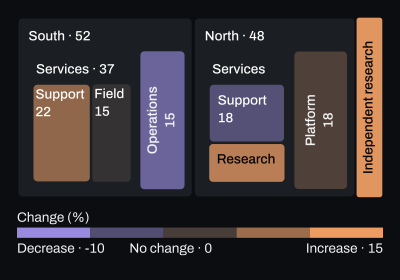 South · 52
Services · 37
Support
22
Field
15
Operations
15
North · 48
Services
Support
18
Research
Platform
18
Independent research
Change (%)
Decrease · -10
No change · 0
Increase · 15